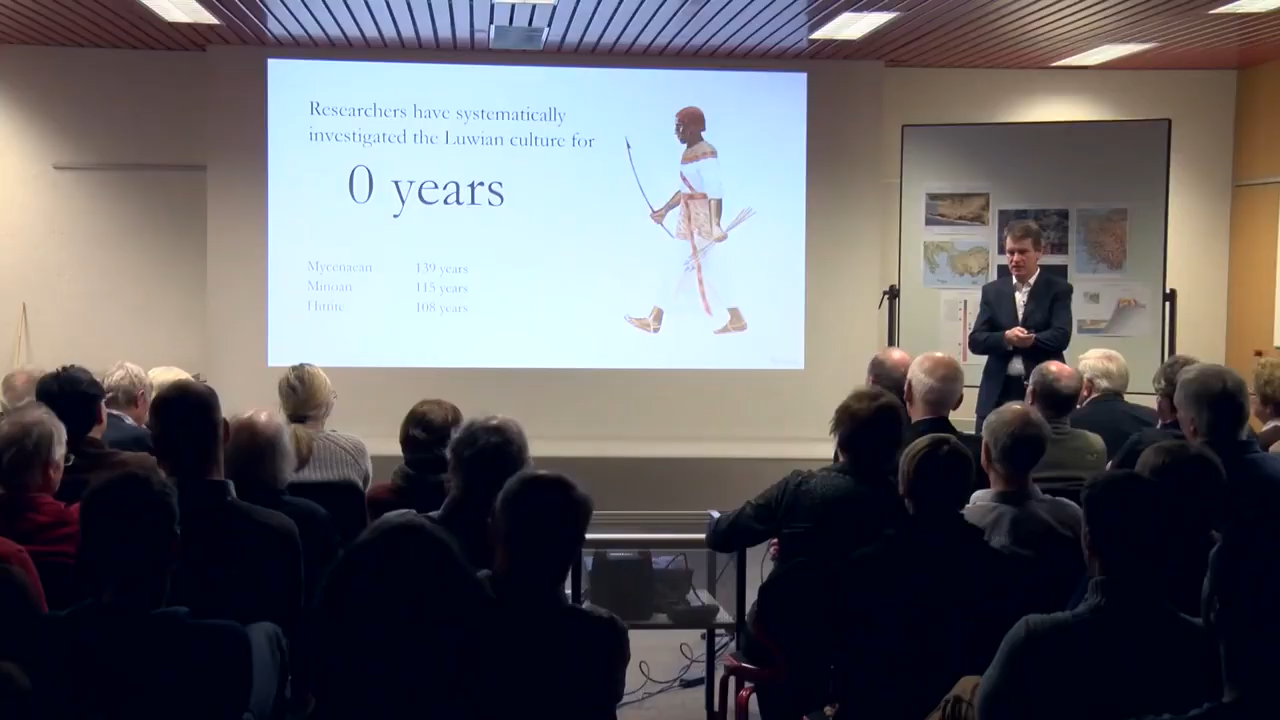 Researchers have systematically
investigated the Luwian culture for
0 years
Mycenaean 139 years
Minoan 115 years
Hittite 108 years